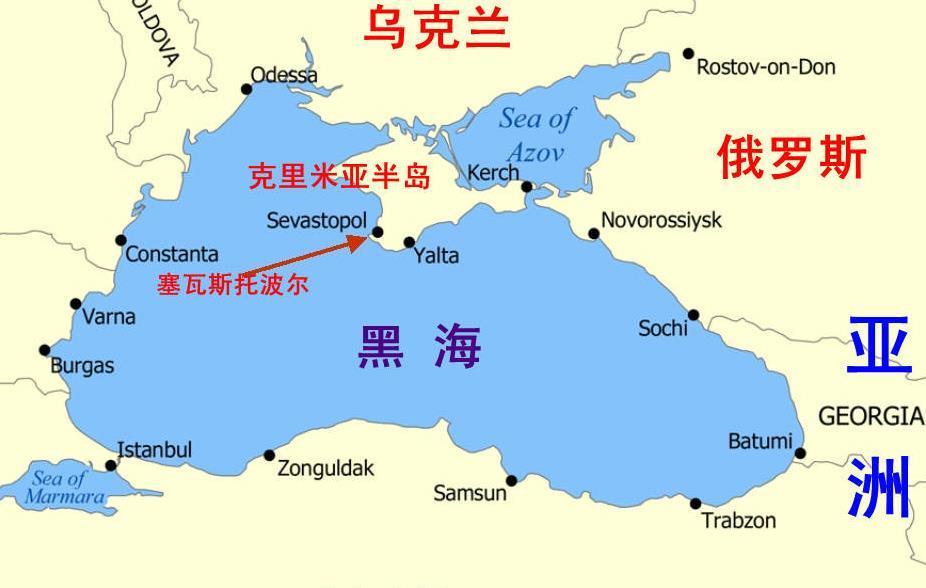 乌克兰
OLDOVA
Odessa
Rostov-on-Don
Sea of
Azov
俄罗斯
克里米亚半岛
Kerch
Sevastopol
Novorossiysk
Constanta
Yalta
塞瓦斯托波尔
Varna
Sochi
黑 海
亚
Burgas
GEORGIA
Batumi
Istanbul
Zonguldak
洲
Sea of
Marmara
Samsun
Trabzon